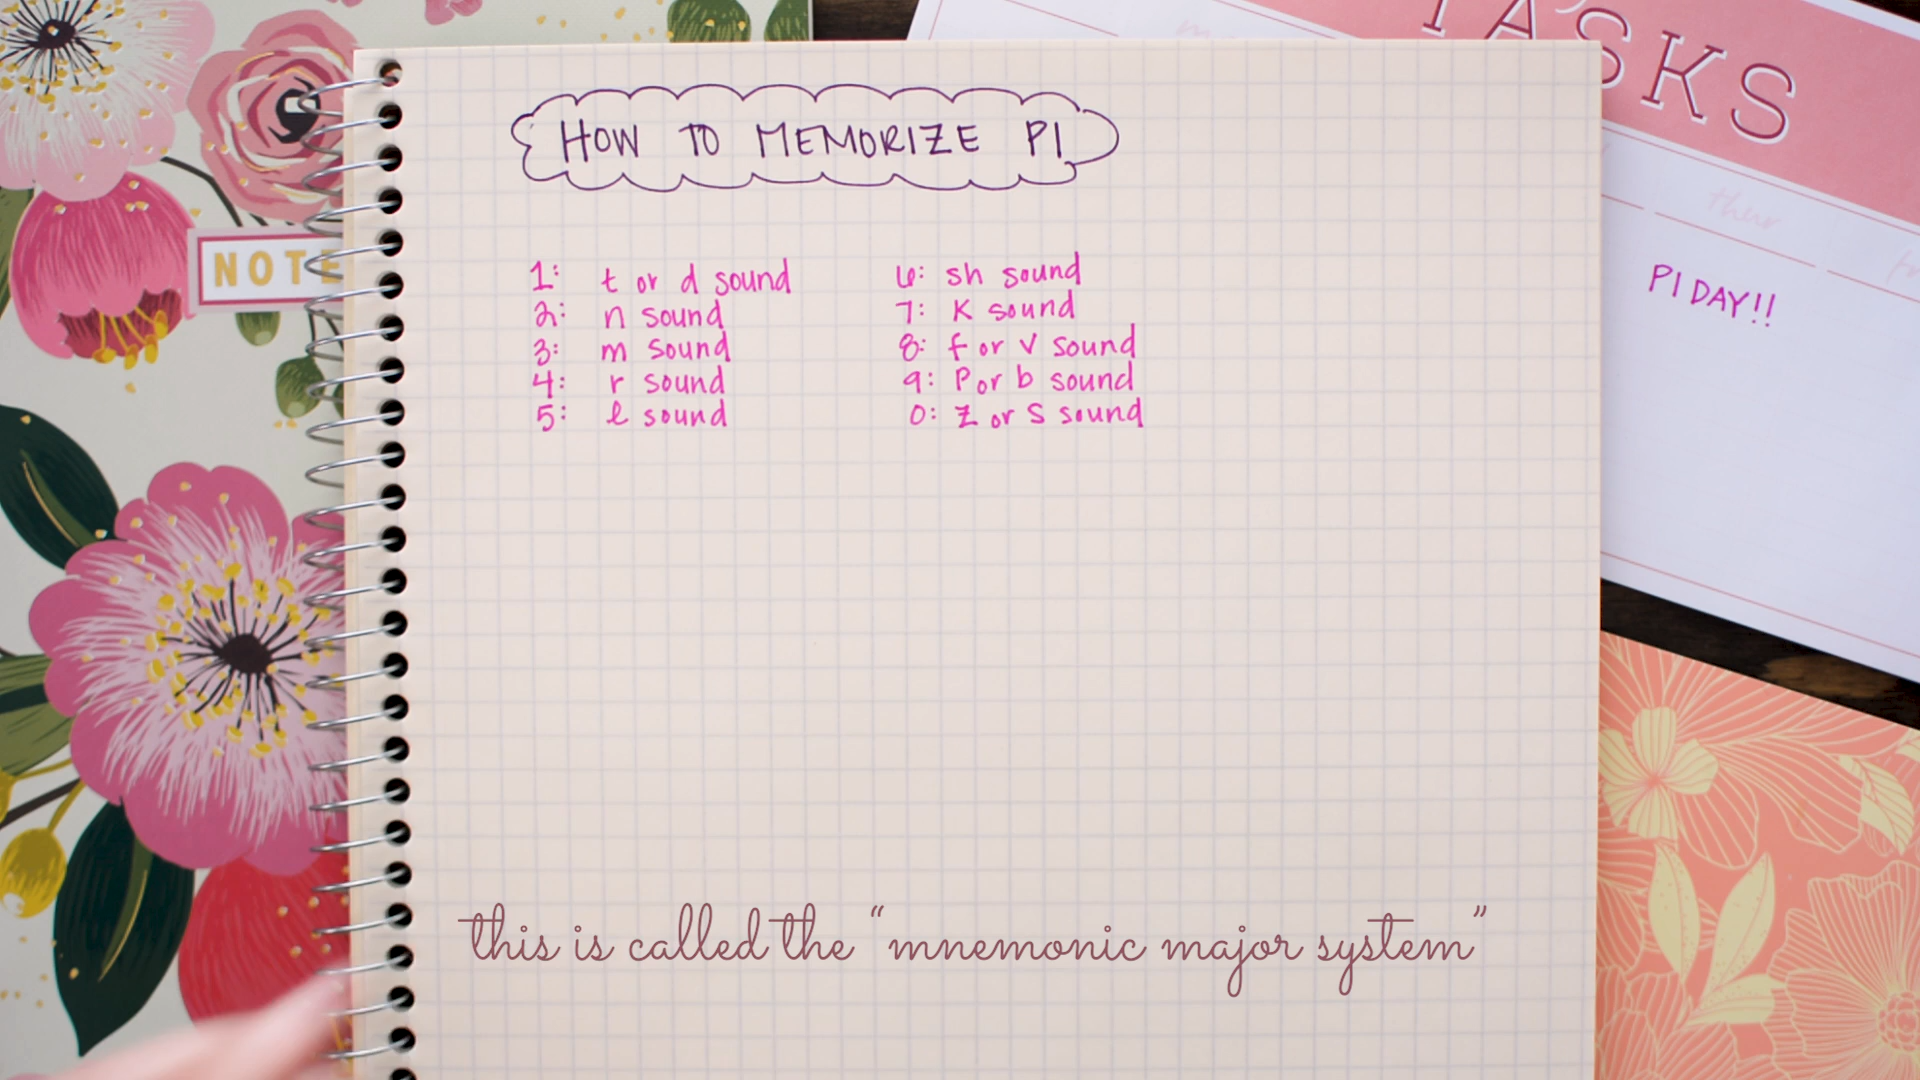 TASKS
HOW TO MEMORIZE PI
NOTE
thur
PI DAY!!
1: t or d sound
2: n sound
3: m sound
4: r sound
5: l sound
6: sh sound
7: K sound
8: f or v sound
9: P or b sound
0: Z or S sound
this is called the “mnemonic major system”